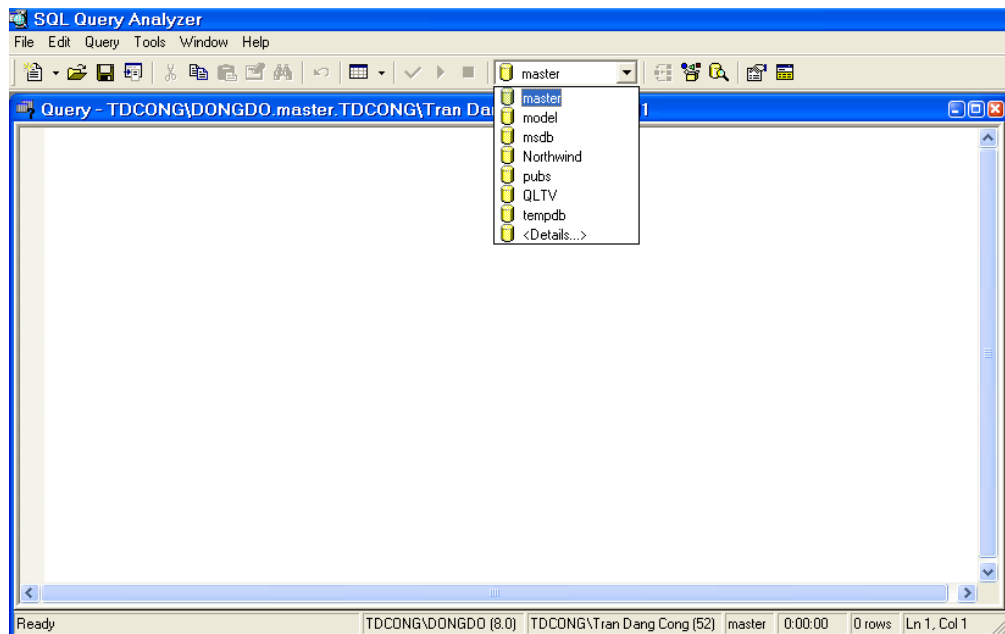 SQL Query Analyzer
File Edit Query Tools Window Help
master
Query - TDCONG\DONGDO.master.TDCONG\Tran Da 1
master
model
msdb
Northwind
pubs
QLTV
tempdb
<Details...>
Ready TDCONG\DONGDO (8.0) TDCONG\Tran Dang Cong (52) master 0:00:00 0 rows Ln 1, Col 1